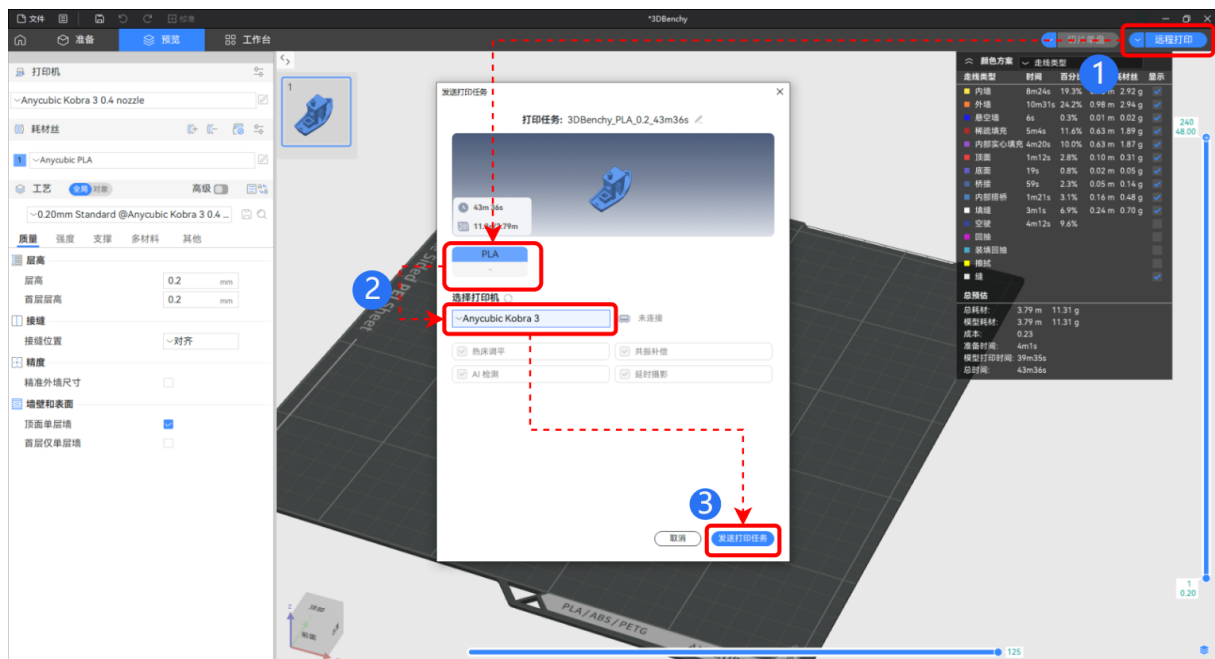 文件
校准
*3DBenchy
准备
预览
工作台
切片单盘
远程打印
打印机
Anycubic Kobra 3 0.4 nozzle
耗材丝
1 Anycubic PLA
工艺 全局 对象 高级
0.20mm Standard @Anycubic Kobra 3 0.4 ...
质量 强度 支撑 多材料 其他
层高
层高 0.2 mm
首层层高 0.2 mm
接缝
接缝位置 对齐
精度
精准外墙尺寸
墙壁和表面
顶面单层墙
首层仅单层墙
1
发送打印任务
打印任务: 3DBenchy_PLA_0.2_43m36s
43m36s
PLA
-
2
选择打印机
Anycubic Kobra 3 未连接
热床调平 共振补偿
AI 检测 延时摄影
3
取消 发送打印任务
1
颜色方案 走线类型
走线类型 时间 显示
内墙 8m24s 19.3% 2.92 g
外墙 10m31s 24.2% 0.98 m 2.94 g
悬空墙 6s 0.3% 0.01 m 0.02 g
稀疏填充 5m4s 11.6% 0.63 m 1.89 g
内部实心填充 4m20s 10.0% 0.63 m 1.87 g
顶面 1m12s 2.8% 0.10 m 0.31 g
底面 19s 0.8% 0.02 m 0.05 g
桥接 59s 2.3% 0.05 m 0.14 g
内部搭桥 1m21s 3.1% 0.16 m 0.48 g
填缝 3m1s 6.9% 0.24 m 0.70 g
空驶 4m12s 9.6%
回抽
装填回抽
擦拭
缝
总预估
总耗材: 3.79 m 11.31 g
模型耗材: 3.79 m 11.31 g
成本: 0.23
准备时间: 4m1s
模型打印时间: 39m35s
总时间: 43m36s
240
48.00
1
0.20
125
PLA/ABS/PETG